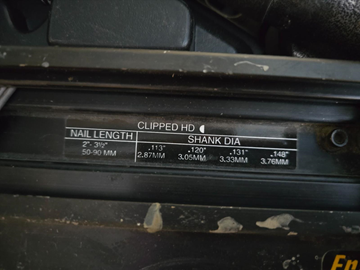 CLIPPED HD
NAIL LENGTH SHANK DIA
2"- 3½" .113" .120" .131" .148"
50-90 MM 2.87MM 3.05MM 3.33MM 3.76MM
En